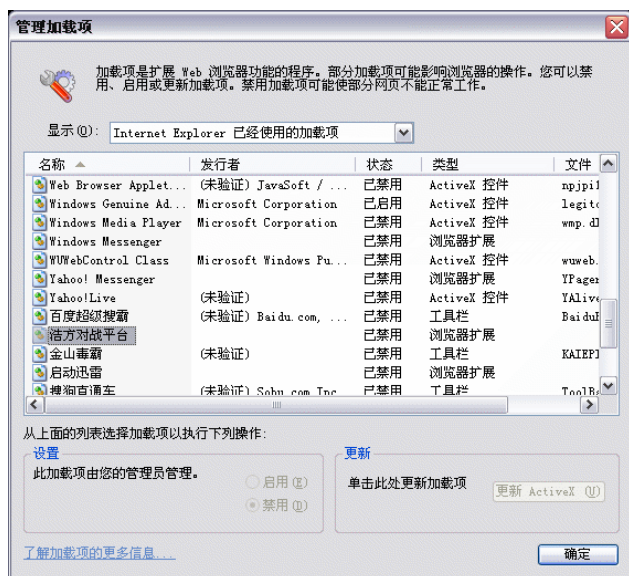 管理加载项
加载项是扩展 Web 浏览器功能的程序。部分加载项可能影响浏览器的操作。您可以禁
用、启用或更新加载项。禁用加载可能使部分网页不能正常工作。
显示(O): Internet Explorer 已经使用的加载项
名称 发行者 状态 类型 文件
Web Browser Applet... (未验证) JavaSoft / ... 已禁用 ActiveX 控件 npjpi1
Windows Genuine Ad... Microsoft Corporation 已启用 ActiveX 控件 legitc
Windows Media Player Microsoft Corporation 已禁用 ActiveX 控件 wmp.dl
Windows Messenger 已禁用 浏览器扩展
WUWebControl Class Microsoft Windows Pu... 已禁用 ActiveX 控件 wuweb.
Yahoo! Messenger 已禁用 浏览器扩展 YPager
Yahoo!Live (未验证) 已禁用 ActiveX 控件 YAlive
百度超级搜霸 (未验证) Baidu.com, ... 已禁用 工具栏 BaiduB
浩方对战平台 已禁用 浏览器扩展
金山毒霸 (未验证) 已禁用 工具栏 KAIEPl
启动迅雷 已禁用 浏览器扩展
搜狗直通车 (未验证) Sohu.com Inc 已禁用 工具栏 ToolBa
从上面的列表选择加载项以执行下列操作:
设置 更新
此加载项由您的管理员管理。 启用(E) 单击此处更新加载项 更新 ActiveX (U)
禁用(D)
了解加载项的更多信息... 确定